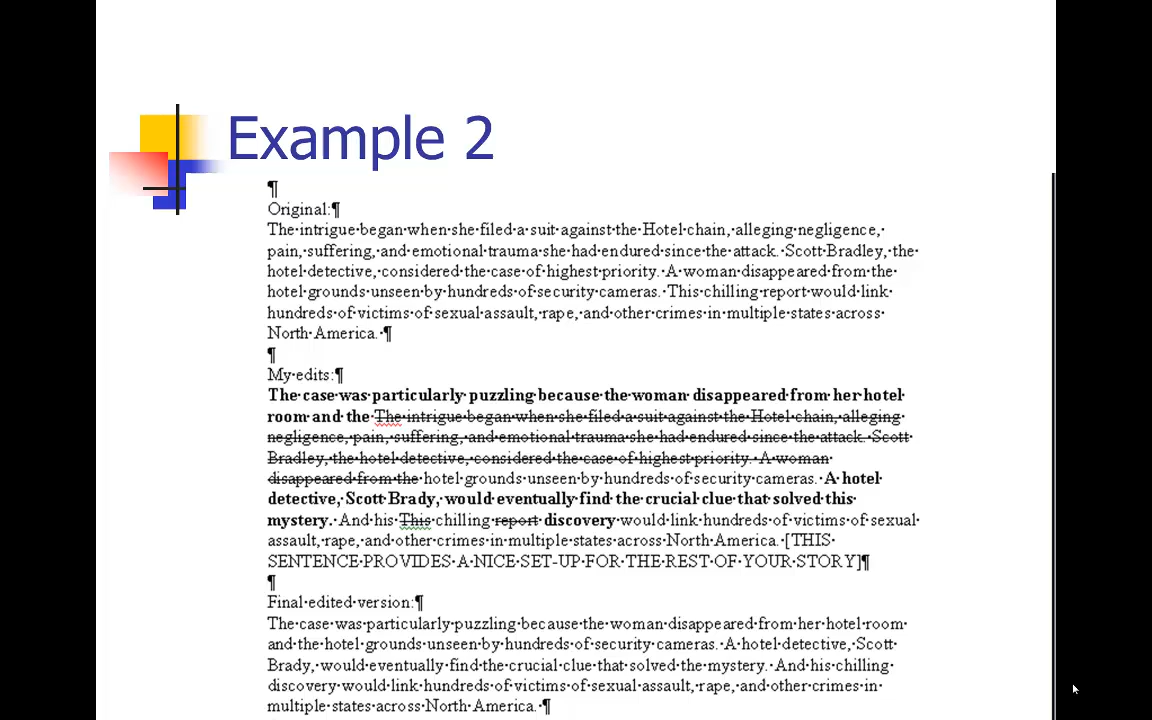 Example 2
¶
Original:¶
The·intrigue·began·when·she·filed·a·suit·against·the·Hotel·chain,·alleging·negligence,·
pain,·suffering,·and·emotional·trauma·she·had·endured·since·the·attack.·Scott·Bradley,·the·
hotel·detective,·considered·the·case·of·highest·priority.·A·woman·disappeared·from·the·
hotel·grounds·unseen·by·hundreds·of·security·cameras.·This·chilling·report·would·link·
hundreds·of·victims·of·sexual·assault,·rape,·and·other·crimes·in·multiple·states·across·
North·America.·¶
¶
My·edits:¶
The·case·was·particularly·puzzling·because·the·woman·disappeared·from·her·hotel·
room·and·the·The·intrigue·began·when·she·filed·a·suit·against·the·Hotel·chain,·alleging·
negligence,·pain,·suffering,·and·emotional·trauma·she·had·endured·since·the·attack.·Scott·
Bradley,·the·hotel·detective,·considered·the·case·of·highest·priority.·A·woman·
disappeared·from·the·hotel·grounds·unseen·by·hundreds·of·security·cameras.·A·hotel·
detective,·Scott·Brady,·would·eventually·find·the·crucial·clue·that·solved·this·
mystery.·And·his·This·chilling·report·discovery·would·link·hundreds·of·victims·of·sexual·
assault,·rape,·and·other·crimes·in·multiple·states·across·North·America.·[THIS·
SENTENCE·PROVIDES·A·NICE·SET-UP·FOR·THE·REST·OF·YOUR·STORY]¶
¶
Final·edited·version:¶
The·case·was·particularly·puzzling·because·the·woman·disappeared·from·her·hotel·room·
and·the·hotel·grounds·unseen·by·hundreds·of·security·cameras.·A·hotel·detective,·Scott·
Brady,·would·eventually·find·the·crucial·clue·that·solved·the·mystery.·And·his·chilling·
discovery·would·link·hundreds·of·victims·of·sexual·assault,·rape,·and·other·crimes·in·
multiple·states·across·North·America.·¶